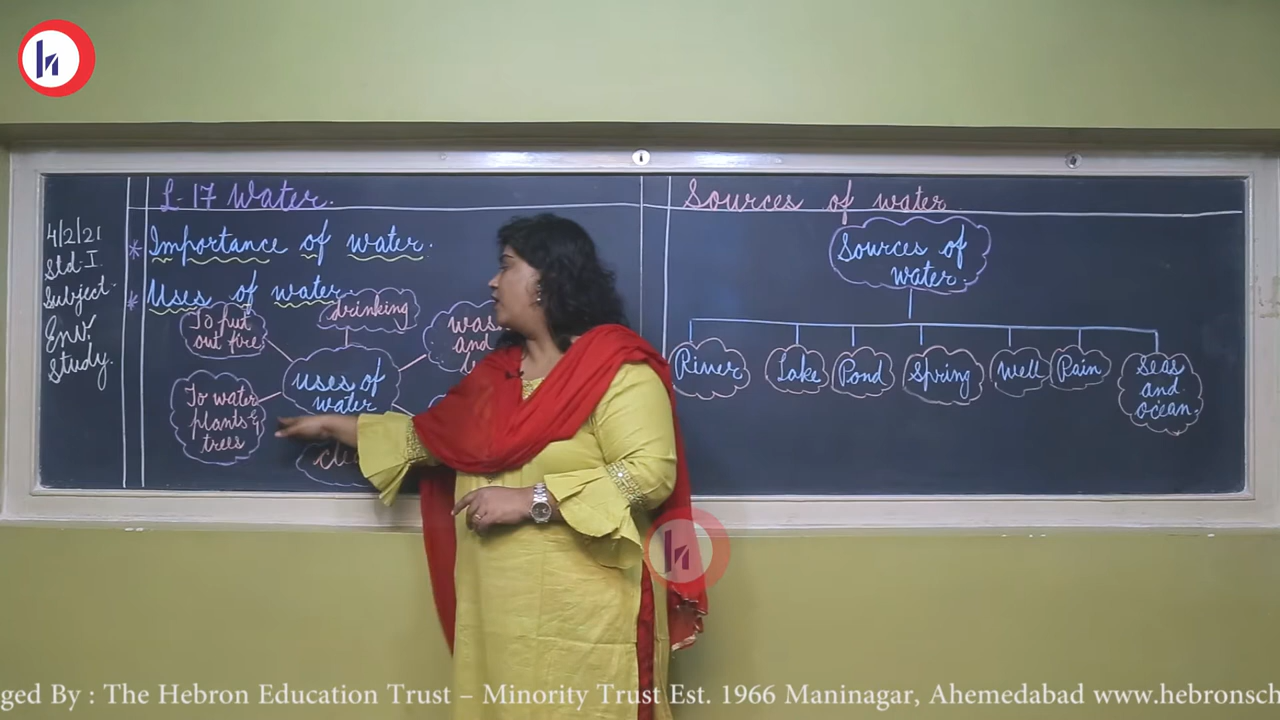 4/2/21
Std-I
Subject-
Env.
Study.
L-17 Water.
* Importance of water.
* Uses of water.
To put
out fire
drinking
and
uses of
water
To water
plants &
trees
Sources of water
Sources of
water.
River
Lake
Pond
Spring
Well
Rain
Seas
and
ocean.
ged By : The Hebron Education Trust – Minority Trust Est. 1966 Maninagar, Ahemedabad www.hebronsch